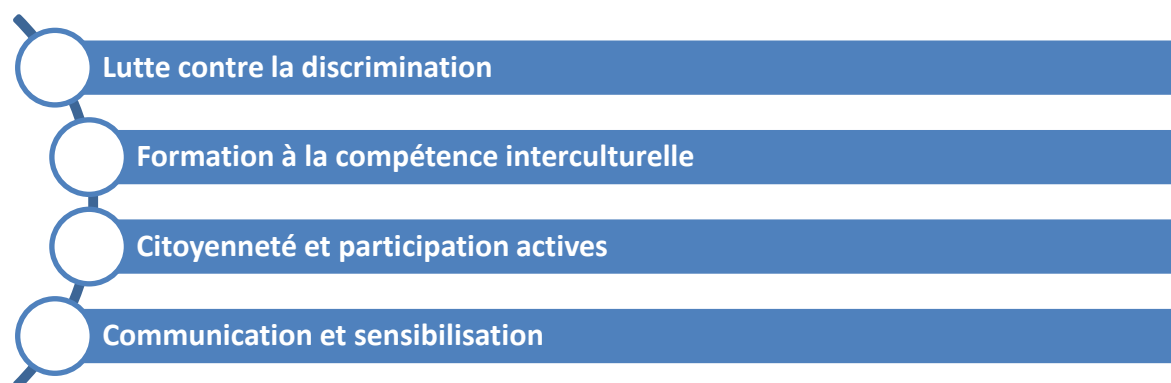 Lutte contre la discrimination
Formation à la compétence interculturelle
Citoyenneté et participation actives
Communication et sensibilisation